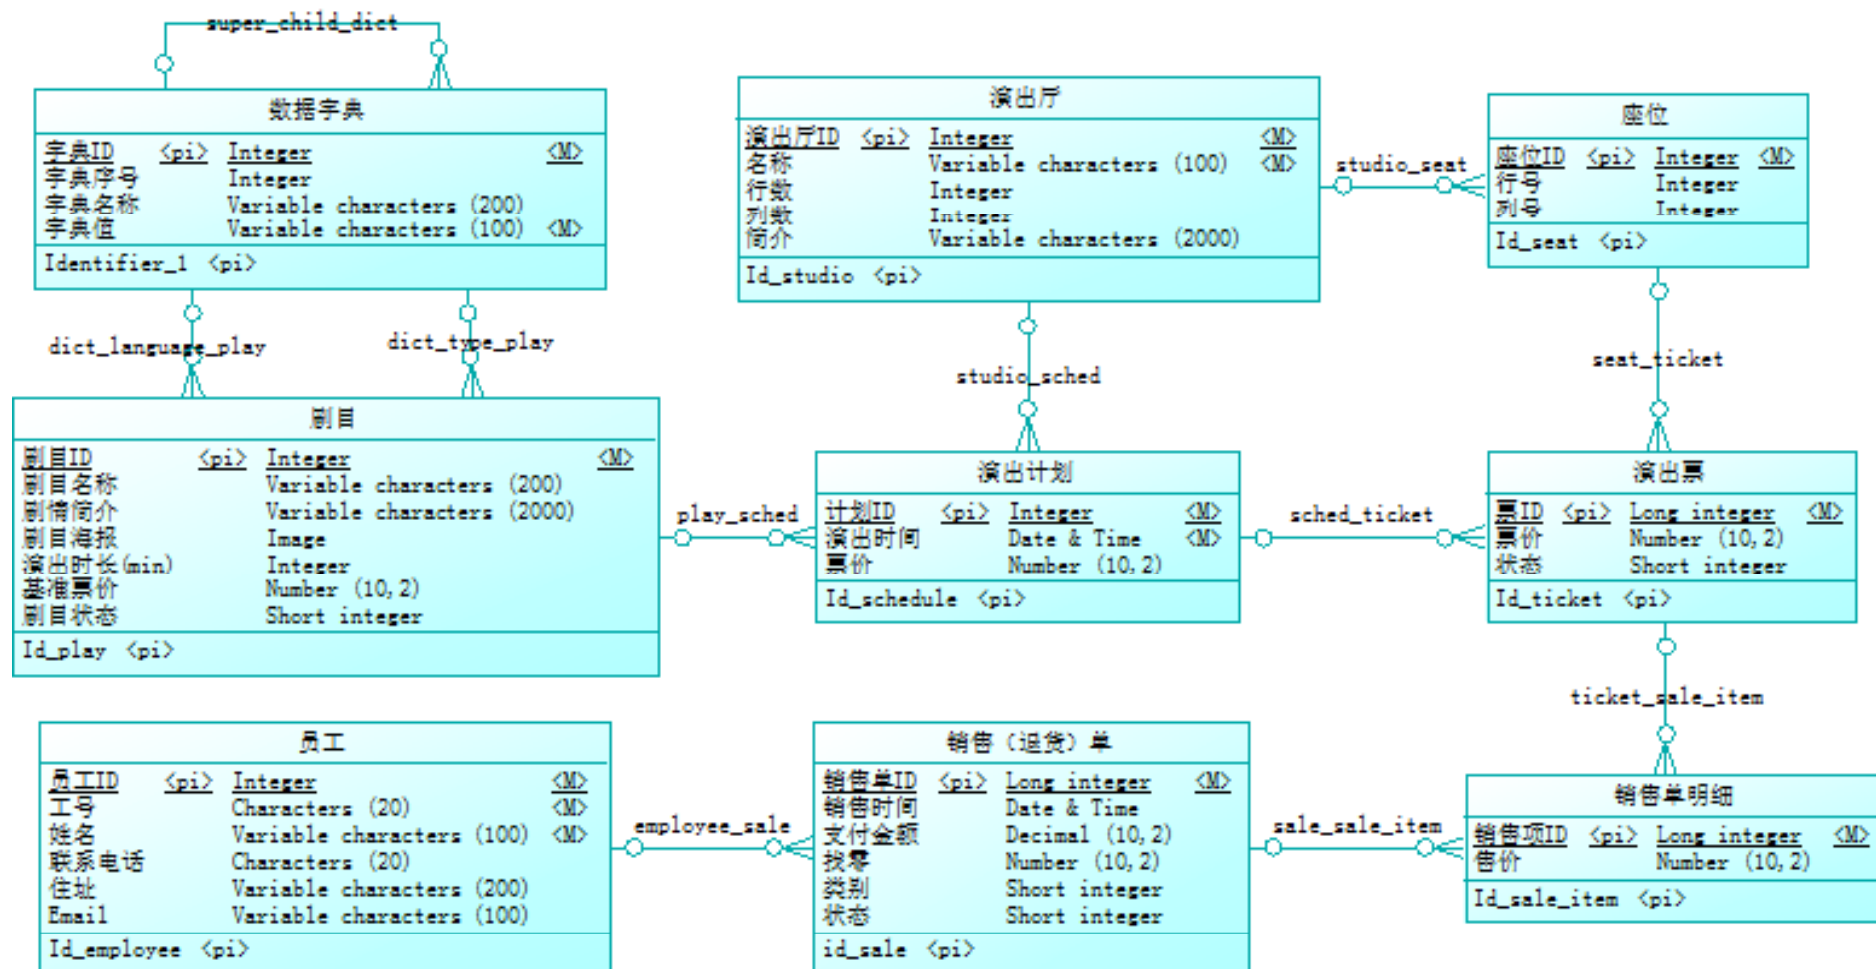 super_child_dict
数据字典
字典ID <pi> Integer <M>
字典序号 Integer
字典名称 Variable characters (200)
字典值 Variable characters (100) <M>
Identifier_1 <pi>
演出厅
演出厅ID <pi> Integer <M>
名称 Variable characters (100) <M>
行数 Integer
列数 Integer
简介 Variable characters (2000)
Id_studio <pi>
studio_seat
座位
座位ID <pi> Integer <M>
行号 Integer
列号 Integer
Id_seat <pi>
dict_language_play
dict_type_play
studio_sched
seat_ticket
剧目
剧目ID <pi> Integer <M>
剧目名称 Variable characters (200)
剧情简介 Variable characters (2000)
剧目海报 Image
演出时长(min) Integer
基准票价 Number (10,2)
剧目状态 Short integer
Id_play <pi>
play_sched
演出计划
计划ID <pi> Integer <M>
演出时间 Date & Time <M>
票价 Number (10,2)
Id_schedule <pi>
sched_ticket
演出票
票ID <pi> Long integer <M>
票价 Number (10,2)
状态 Short integer
Id_ticket <pi>
ticket_sale_item
员工
员工ID <pi> Integer <M>
工号 Characters (20) <M>
姓名 Variable characters (100) <M>
联系电话 Characters (20)
住址 Variable characters (200)
Email Variable characters (100)
Id_employee <pi>
employee_sale
销售（退货）单
销售单ID <pi> Long integer <M>
销售时间 Date & Time
支付金额 Decimal (10,2)
找零 Number (10,2)
类别 Short integer
状态 Short integer
id_sale <pi>
sale_sale_item
销售单明细
销售项ID <pi> Long integer <M>
售价 Number (10,2)
Id_sale_item <pi>